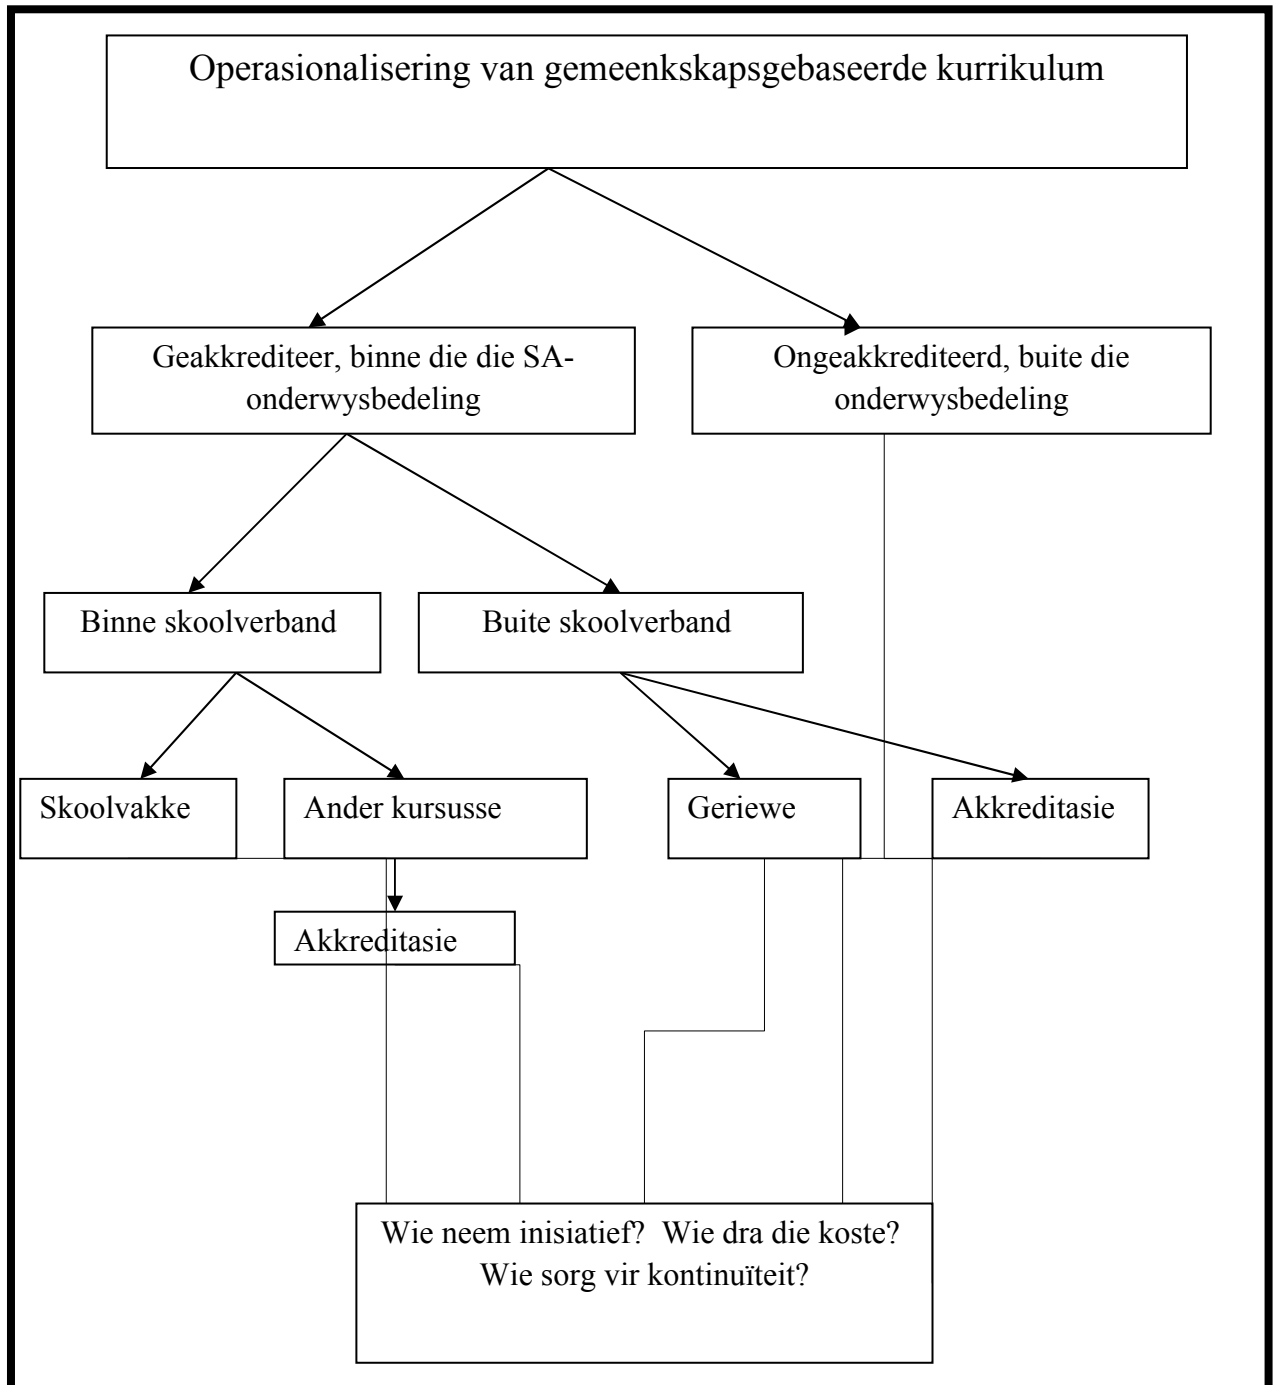 Operasionalisering van gemeenkskapsgebaseerde kurrikulum
Geakkrediteer, binne die die SA-
onderwysbedeling
Ongeakkrediteerd, buite die
onderwysbedeling
Binne skoolverband
Buite skoolverband
Skoolvakke
Ander kursusse
Geriewe
Akkreditasie
Akkreditasie
Wie neem inisiatief?  Wie dra die koste?
Wie sorg vir kontinuïteit?